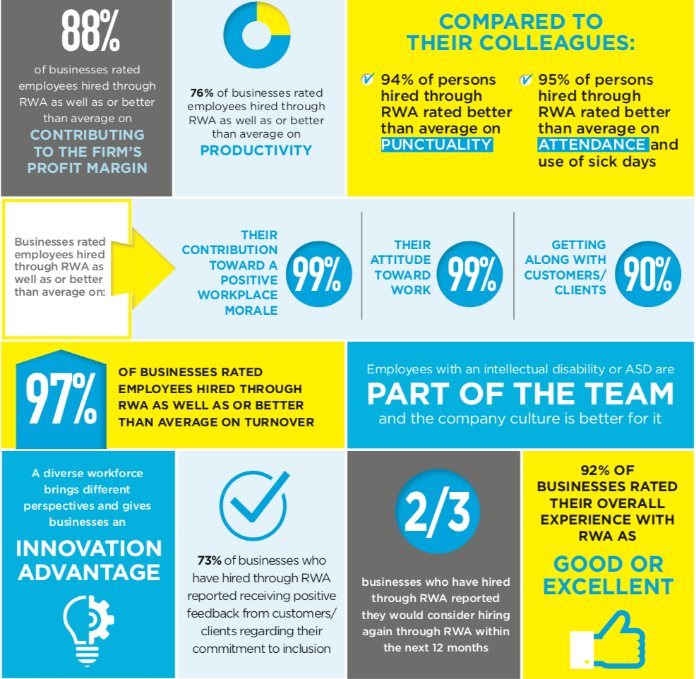 88%
of businesses rated
employees hired through
RWA as well as or better
than average on
CONTRIBUTING
TO THE FIRM'S
PROFIT MARGIN
76% of businesses rated
employees hired through
RWA as well as or better
than average on
PRODUCTIVITY
COMPARED TO
THEIR COLLEAGUES:
94% of persons
hired through
RWA rated better
than average on
PUNCTUALITY
95% of persons
hired through
RWA rated better
than average on
ATTENDANCE and
use of sick days
Businesses rated
employees hired
through RWA as
well as or better
than average on:
THEIR
CONTRIBUTION
TOWARD A
POSITIVE
WORKPLACE
MORALE
99%
THEIR
ATTITUDE
TOWARD
WORK
99%
GETTING
ALONG WITH
CUSTOMERS/
CLIENTS
90%
97%
OF BUSINESSES RATED
EMPLOYEES HIRED THROUGH
RWA AS WELL AS OR BETTER
THAN AVERAGE ON TURNOVER
Employees with an intellectual disability or ASD are
PART OF THE TEAM
and the company culture is better for it
A diverse workforce
brings different
perspectives and gives
businesses an
INNOVATION
ADVANTAGE
73% of businesses who
have hired through RWA
reported receiving positive
feedback from customers/
clients regarding their
commitment to inclusion
2/3
businesses who have hired
through RWA reported
they would consider hiring
again through RWA within
the next 12 months
92% OF
BUSINESSES RATED
THEIR OVERALL
EXPERIENCE WITH
RWA AS
GOOD OR
EXCELLENT